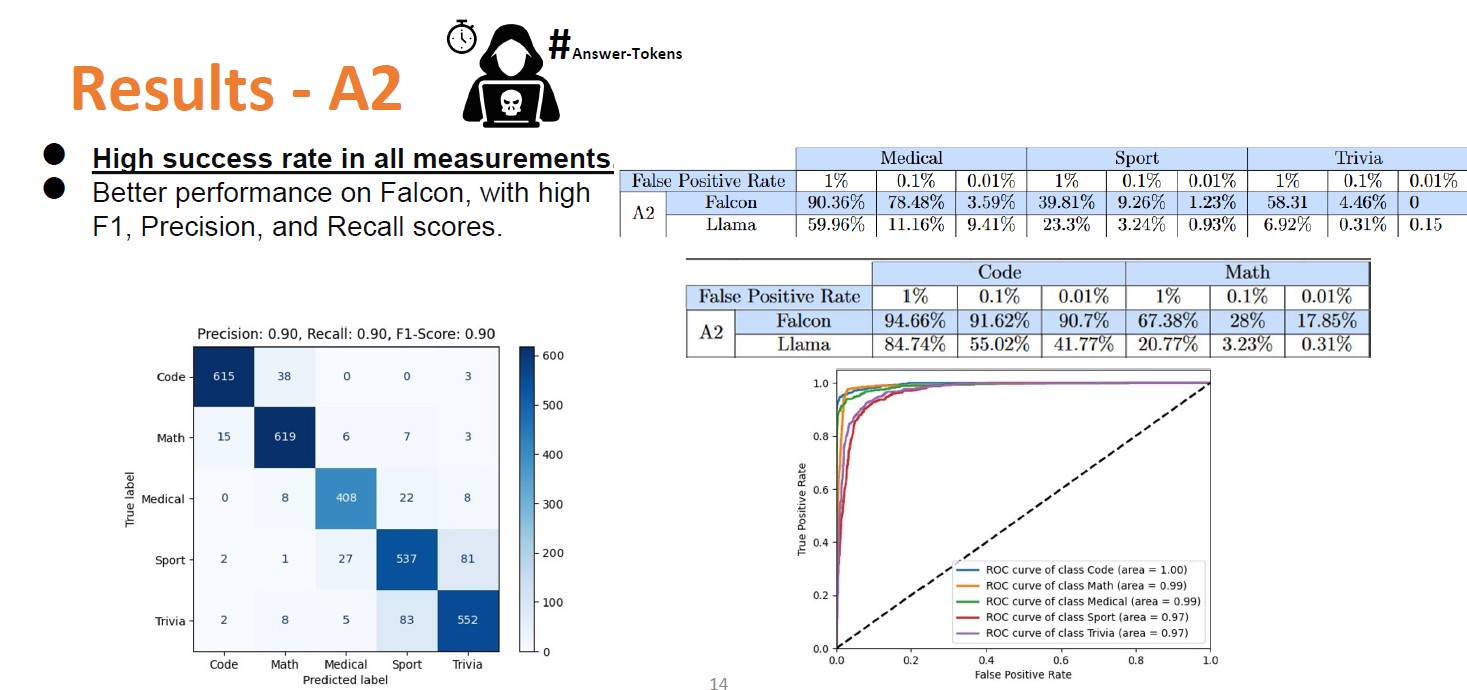 Results - A2
#Answer-Tokens
● High success rate in all measurements.
● Better performance on Falcon, with high
F1, Precision, and Recall scores.
Medical Sport Trivia
False Positive Rate 1% 0.1% 0.01% 1% 0.1% 0.01% 1% 0.1% 0.01%
A2 Falcon 90.36% 78.48% 3.59% 39.81% 9.26% 1.23% 58.31 4.46% 0
Llama 59.96% 11.16% 9.41% 23.3% 3.24% 0.93% 6.92% 0.31% 0.15
Code Math
False Positive Rate 1% 0.1% 0.01% 1% 0.1% 0.01%
A2 Falcon 94.66% 91.62% 90.7% 67.38% 28% 17.85%
Llama 84.74% 55.02% 41.77% 20.77% 3.23% 0.31%
Precision: 0.90, Recall: 0.90, F1-Score: 0.90
True label
Code 615 38 0 0 3
Math 15 619 6 7 3
Medical 0 8 408 22 8
Sport 2 1 27 537 81
Trivia 2 8 5 83 552
Code Math Medical Sport Trivia
Predicted label
600
500
400
300
200
100
0
True Positive Rate
1.0
0.8
0.6
0.4
0.2
0.0
ROC curve of class Code (area = 1.00)
ROC curve of class Math (area = 0.99)
ROC curve of class Medical (area = 0.99)
ROC curve of class Sport (area = 0.97)
ROC curve of class Trivia (area = 0.97)
0.0 0.2 0.4 0.6 0.8 1.0
False Positive Rate
14